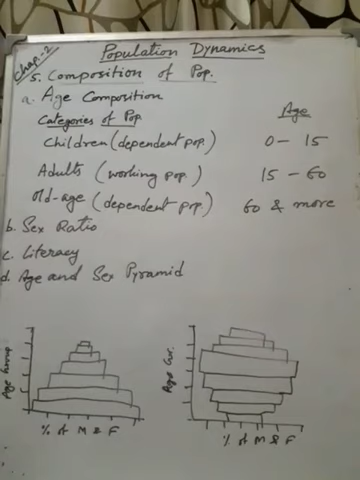 Chap.2
Population Dynamics
5. Composition of Pop.
a. Age Composition
Categories of Pop. Age
Children (dependent pop.) 0 - 15
Adults (working pop.) 15 - 60
Old-age (dependent pop.) 60 & more
b. Sex Ratio
c. Literacy
d. Age and Sex Pyramid
Age Group
% of M & F
Age Gr.
% of M & F